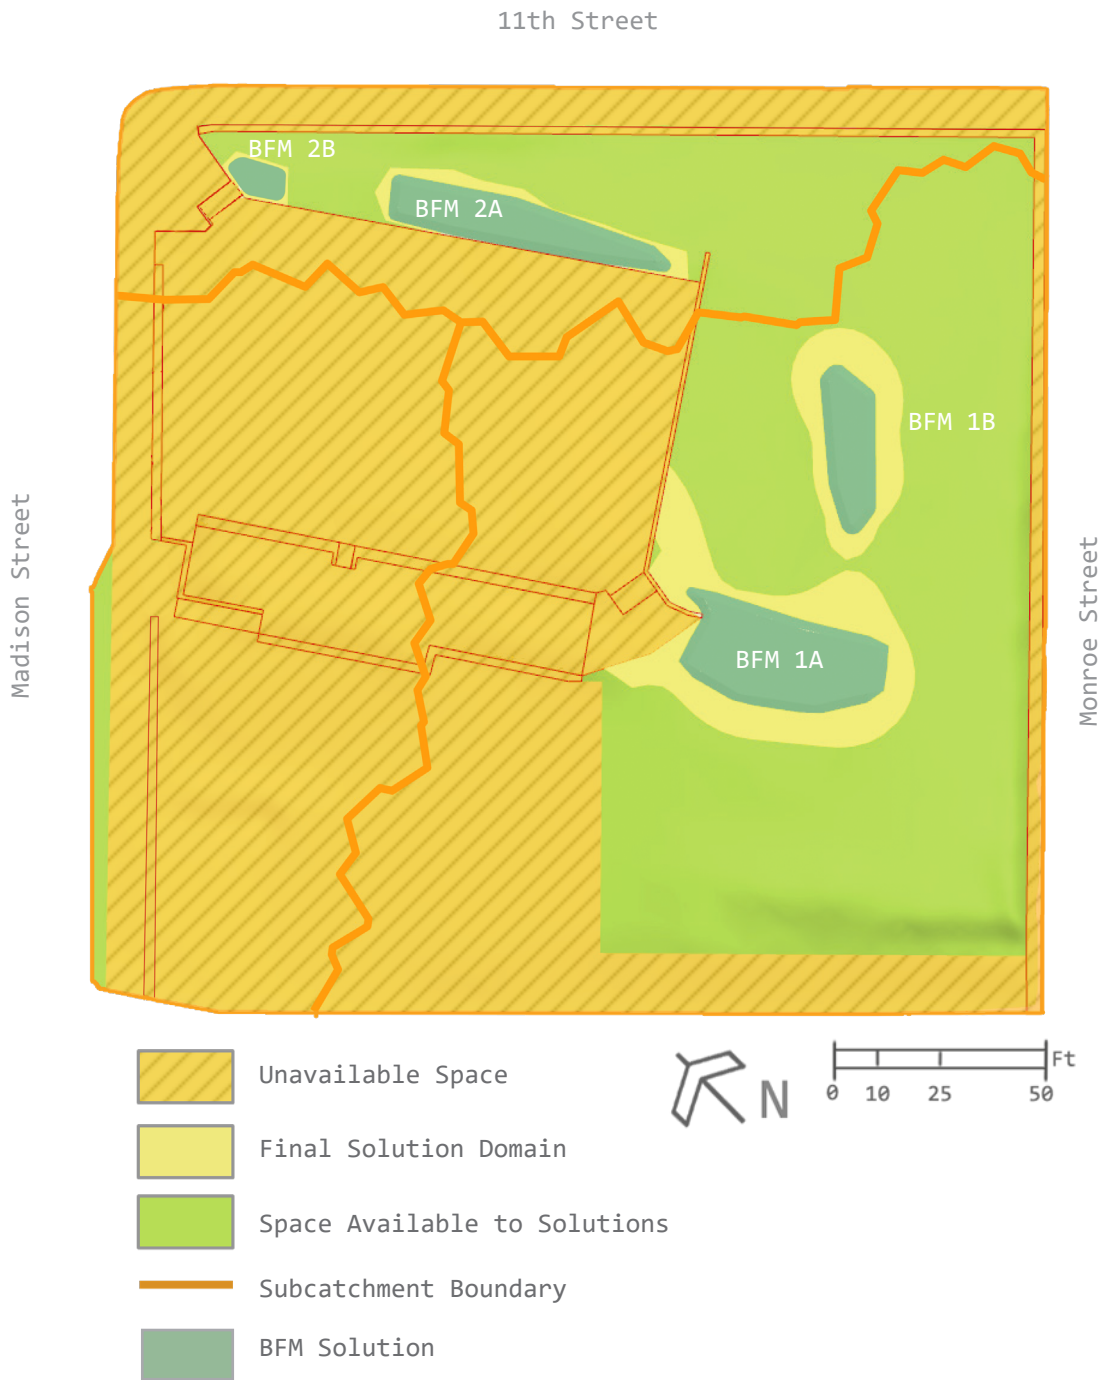 11th Street
BFM 2B
BFM 2A
BFM 1B
Madison Street
Monroe Street
BFM 1A
Unavailable Space
N
Ft
0 10 25 50
Final Solution Domain
Space Available to Solutions
Subcatchment Boundary
BFM Solution